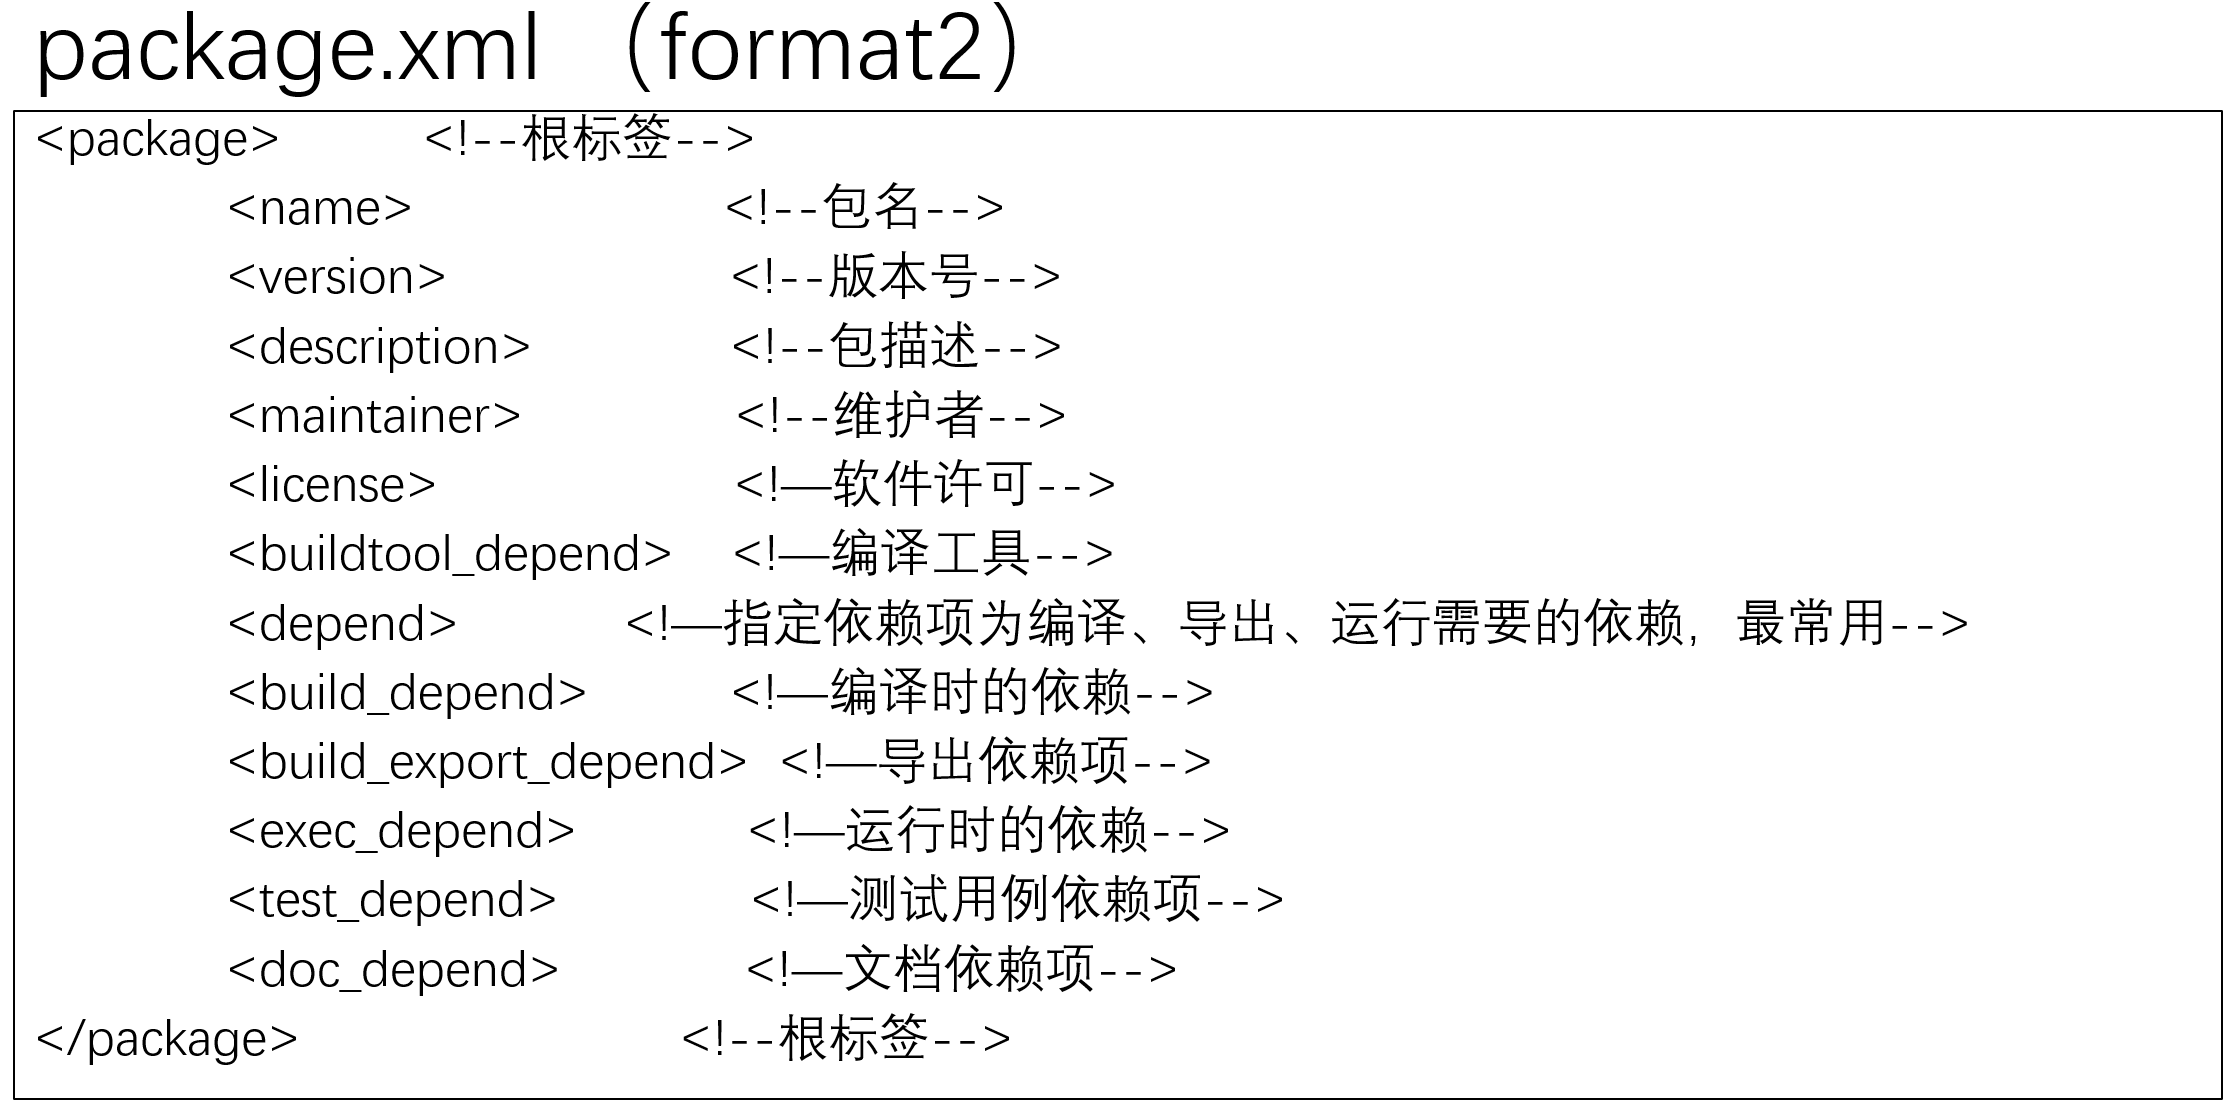 package.xml （format2）
<package> <!--根标签-->
<name> <!--包名-->
<version> <!--版本号-->
<description> <!--包描述-->
<maintainer> <!--维护者-->
<license> <!—软件许可-->
<buildtool_depend> <!—编译工具-->
<depend> <!—指定依赖项为编译、导出、运行需要的依赖，最常用-->
<build_depend> <!—编译时的依赖-->
<build_export_depend> <!—导出依赖项-->
<exec_depend> <!—运行时的依赖-->
<test_depend> <!—测试用例依赖项-->
<doc_depend> <!—文档依赖项-->
</package> <!--根标签-->